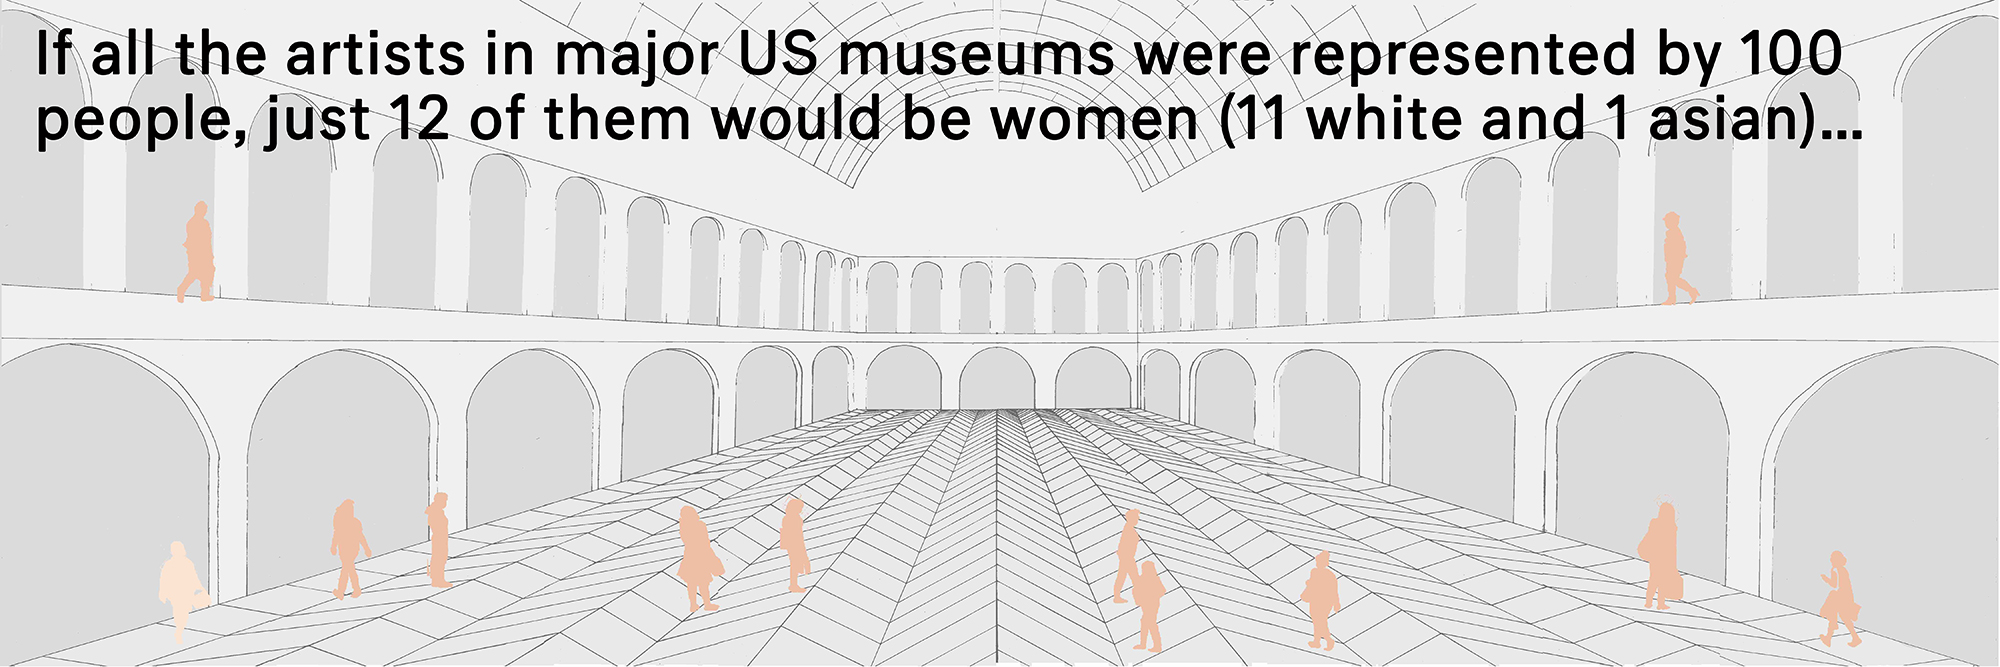 If all the artists in major US museums were represented by 100
people, just 12 of them would be women (11 white and 1 asian)...